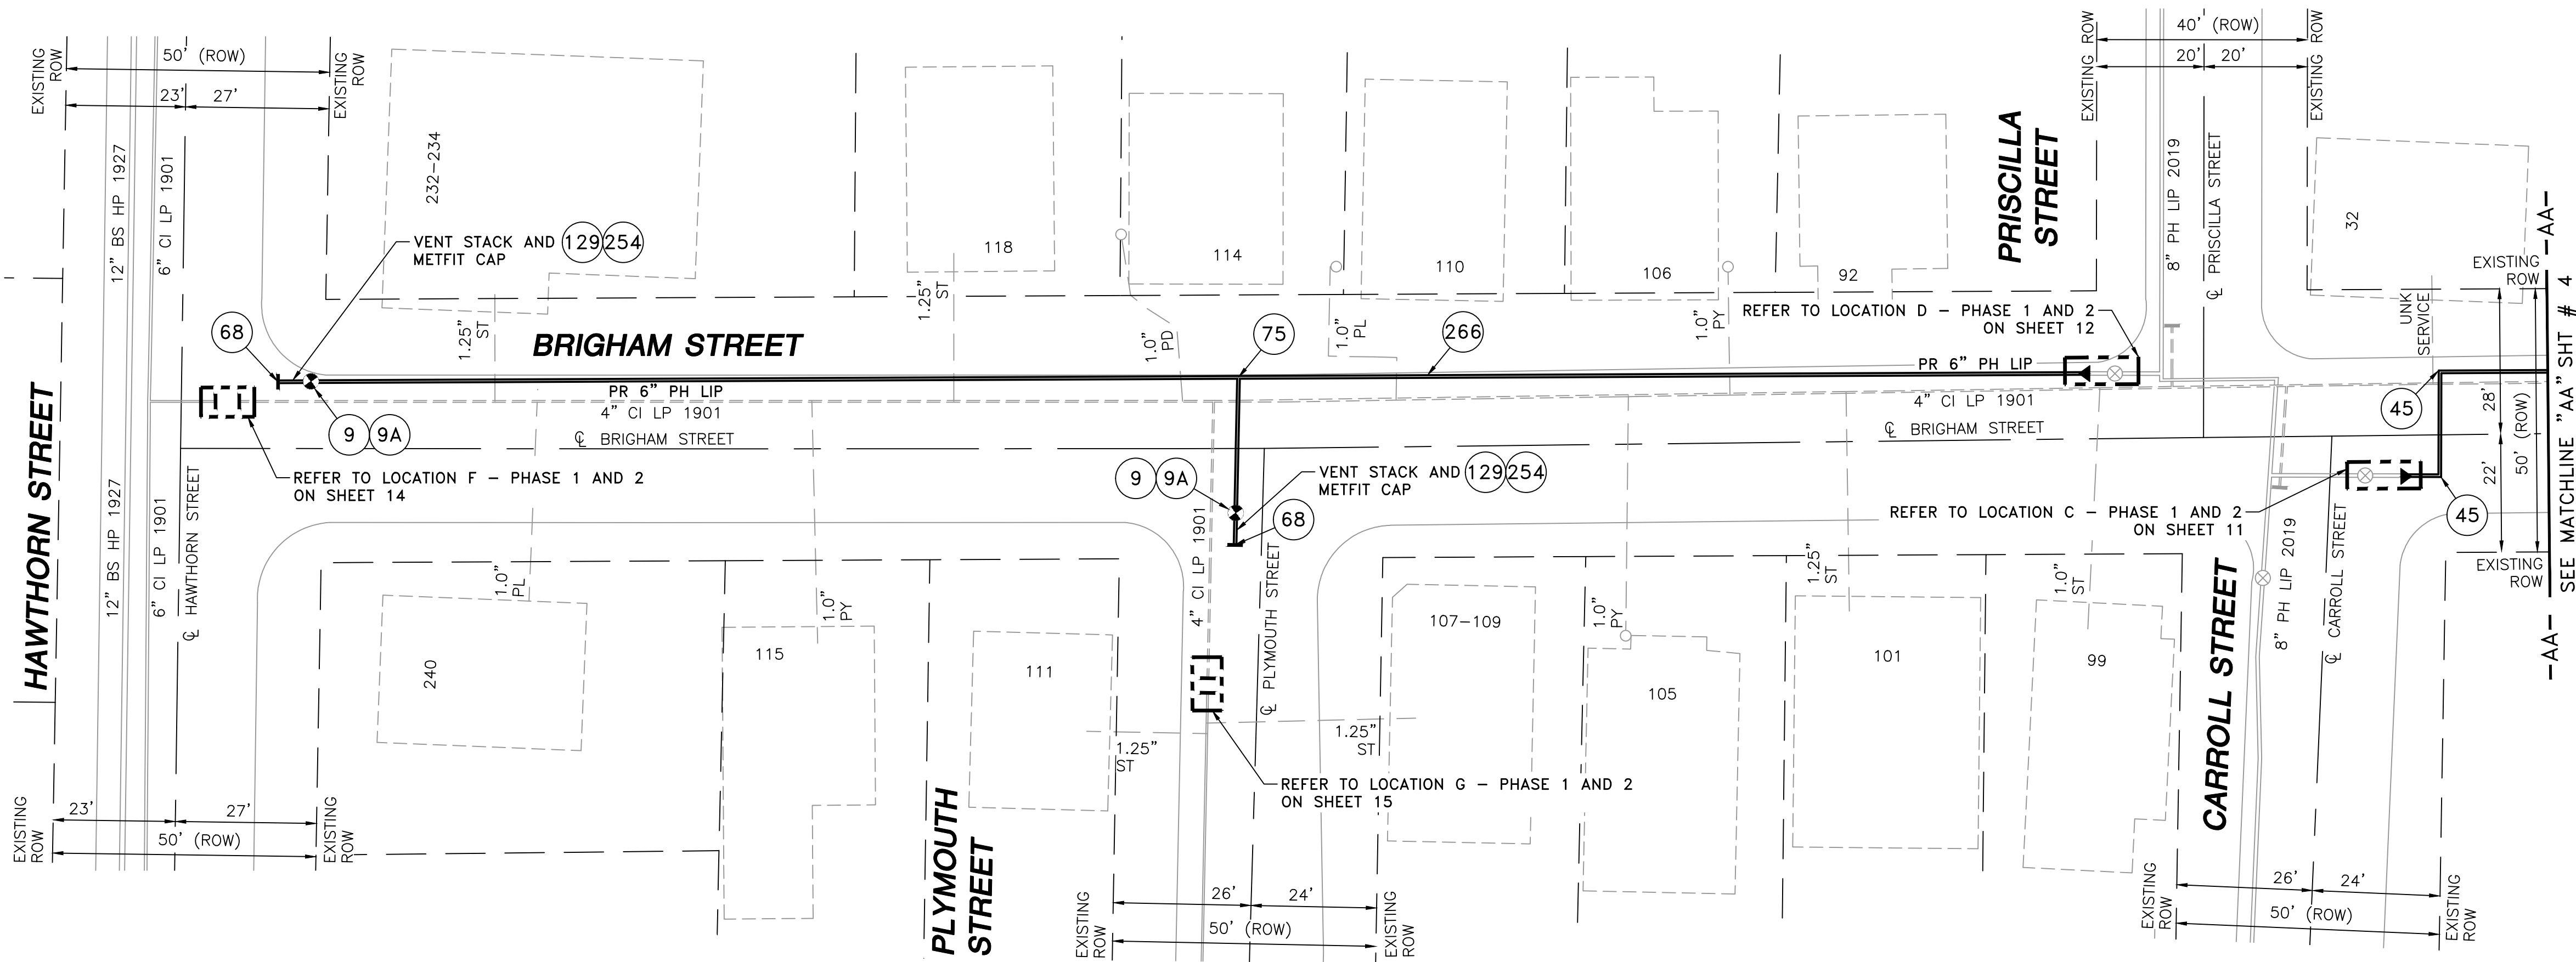 EXISTING
ROW
50' (ROW)
23'
27'
EXISTING
ROW
12" BS HP 1927
6" CI LP 1901
232-234
VENT STACK AND 129 254
METFIT CAP
68
1.25"
ST
BRIGHAM STREET
118
1.25"
ST
114
1.0"
PD
75
110
1.0"
PL
266
106
1.0"
PY
92
REFER TO LOCATION D - PHASE 1 AND 2
ON SHEET 12
PRISCILLA
STREET
EXISTING ROW
40' (ROW)
20'
20'
EXISTING ROW
8" PH LIP 2019
℄ PRISCILLA STREET
32
EXISTING
ROW
UNK
SERVICE
-AA-
SEE MATCHLINE "AA" SHT # 4
PR 6" PH LIP
4" CI LP 1901
9 9A
℄ BRIGHAM STREET
REFER TO LOCATION F - PHASE 1 AND 2
ON SHEET 14
HAWTHORN STREET
12" BS HP 1927
6" CI LP 1901
℄ HAWTHORN STREET
9 9A
VENT STACK AND 129 254
METFIT CAP
68
4" CI LP 1901
℄ PLYMOUTH STREET
PR 6" PH LIP
4" CI LP 1901
℄ BRIGHAM STREET
REFER TO LOCATION C - PHASE 1 AND 2
ON SHEET 11
45
45
28'
22'
50' (ROW)
EXISTING
ROW
-AA-
8" PH LIP 2019
℄ CARROLL STREET
CARROLL STREET
1.0"
PL
240
1.0"
PY
115
111
1.25"
ST
107-109
1.25"
ST
1.0"
PY
105
1.25"
ST
101
1.0"
ST
99
REFER TO LOCATION G - PHASE 1 AND 2
ON SHEET 15
PLYMOUTH
STREET
EXISTING
ROW
23'
27'
50' (ROW)
EXISTING
ROW
EXISTING
ROW
26'
24'
50' (ROW)
EXISTING
ROW
EXISTING
ROW
26'
24'
50' (ROW)
EXISTING
ROW